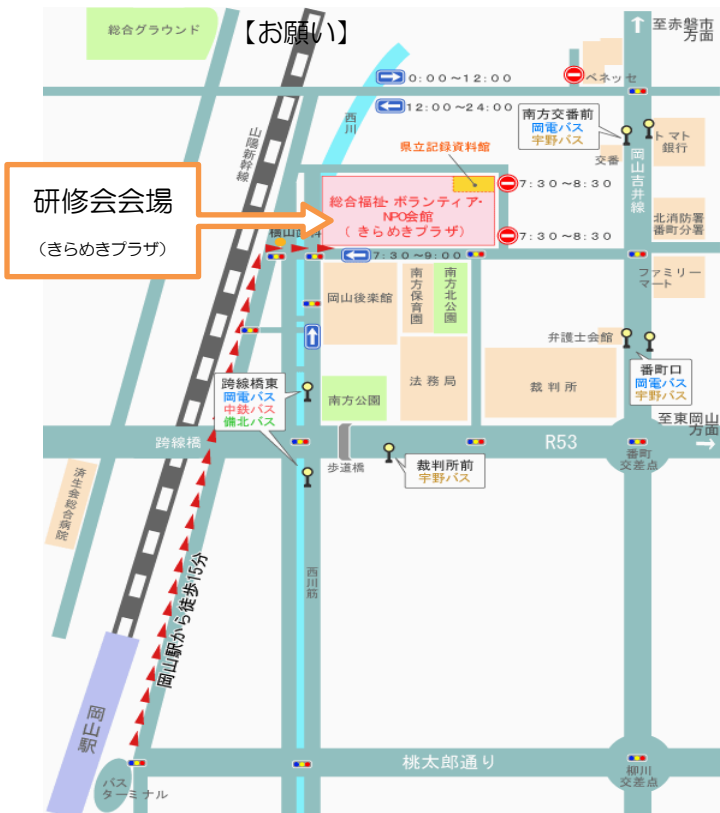 総合グラウンド
【お願い】
至赤磐市
方面
0:00～12:00
ベネッセ
12:00～24:00
西川
南方交番前
岡電バス
宇野バス
トマト
銀行
交番
山陽新幹線
県立記録資料館
岡山吉井線
研修会会場
（きらめきプラザ）
総合福祉・ボランティア・
NPO会館
（ きらめきプラザ）
7:30～8:30
北消防署
番町分署
横山歯科
7:30～8:30
7:30～9:00
ファミリー
マート
岡山後楽館
南方保育園
南方北公園
弁護士会館
番町口
岡電バス
宇野バス
跨線橋東
岡電バス
中鉄バス
備北バス
南方公園
法務局
裁判所
至東岡山
方面
跨線橋
R53
番町
交差点
歩道橋
裁判所前
宇野バス
済生会総合病院
岡山駅から徒歩15分
西川筋
岡山駅
桃太郎通り
柳川
交差点
バス
ターミナル